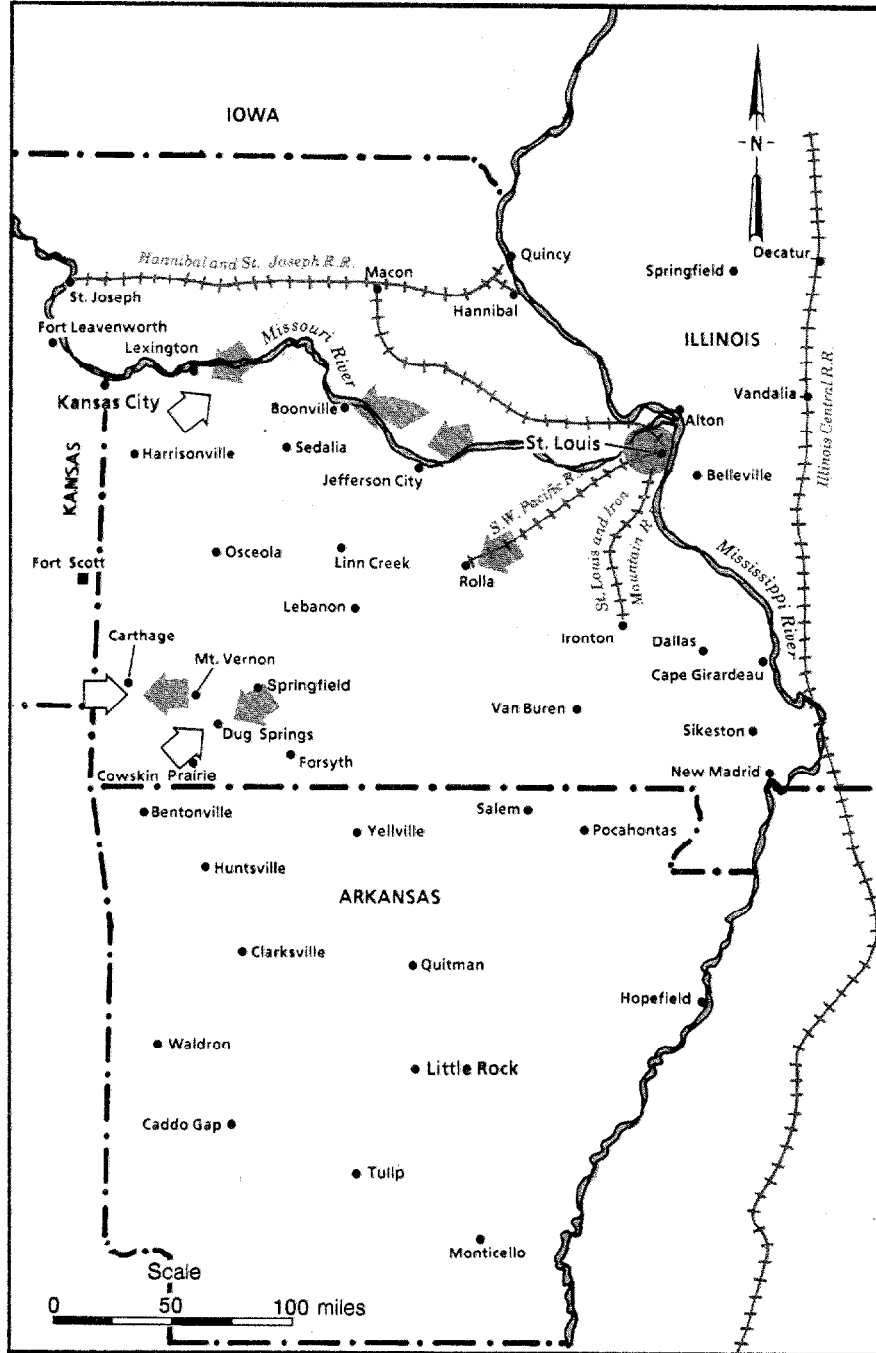 IOWA
-N-
Quincy
Decatur
Springfield
Hannibal and St. Joseph R.R.
Macon
St. Joseph
Hannibal
Fort Leavenworth
Lexington
Missouri River
ILLINOIS
Kansas City
Boonville
Vandalia
Alton
Illinois Central R.R.
St. Louis
Harrisonville
Sedalia
Jefferson City
Belleville
KANSAS
S.W. Pacific R.
Osceola
Linn Creek
Rolla
St. Louis and Iron
Mountain R.
Mississippi River
Fort Scott
Lebanon
Ironton
Carthage
Dallas
Mt. Vernon
Cape Girardeau
Springfield
Van Buren
Dug Springs
Sikeston
Forsyth
Cowskin Prairie
New Madrid
Bentonville
Salem
Yellville
Pocahontas
Huntsville
ARKANSAS
Clarksville
Quitman
Hopefield
Waldron
Little Rock
Caddo Gap
Tulip
Monticello
Scale
0 50 100 miles